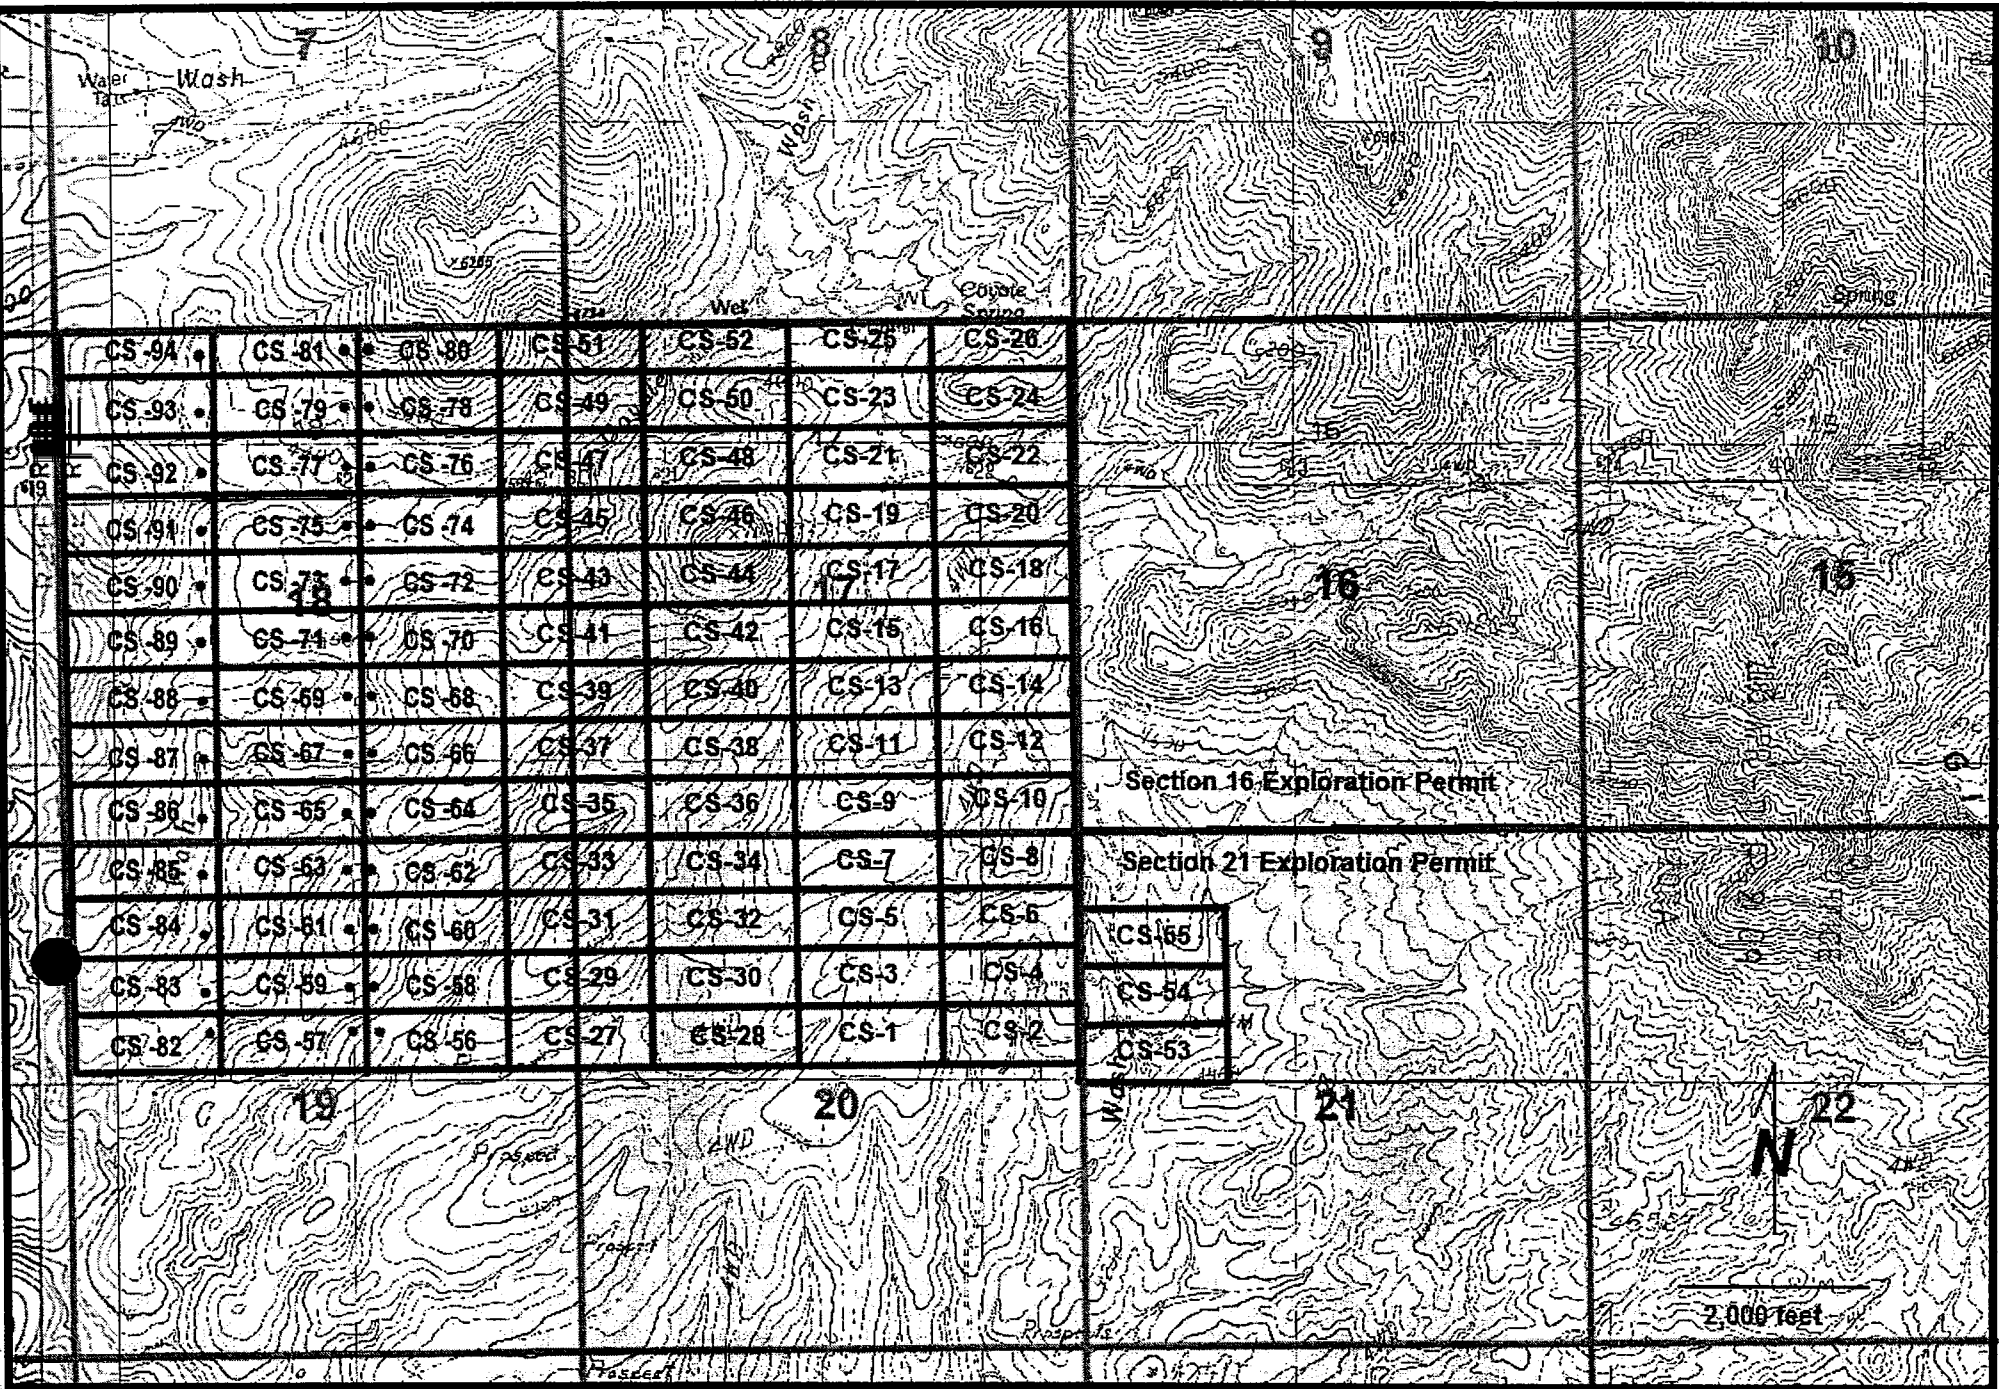 7 8 9 10
Water Wash
4WD
Wash
×6285
Spring
Wet Coyote
Spring
CS -94 CS -81 CS -80 CS-51 CS-52 CS-25 CS-26
CS -93 CS -79 CS -78 CS-49 CS-50 CS-23 CS-24
CS -92 CS -77 CS -76 CS-47 CS-48 CS-21 CS-22
CS -91 CS -75 CS -74 CS-45 CS-46 CS-19 CS-20
CS -90 CS -73 CS -72 CS-43 CS-44 CS-17 CS-18
18 17 16 15
CS -89 CS -71 CS -70 CS-41 CS-42 CS-15 CS-16
CS -88 CS -69 CS -68 CS-39 CS-40 CS-13 CS-14
CS -87 CS -67 CS -66 CS-37 CS-38 CS-11 CS-12
Section 16 Exploration Permit
CS -86 CS -65 CS -64 CS-35 CS-36 CS-9 CS-10
CS -85 CS -63 CS -62 CS-33 CS-34 CS-7 CS-8
Section 21 Exploration Permit
CS -84 CS -61 CS -60 CS-31 CS-32 CS-5 CS-6
CS-55
CS -83 CS -59 CS -58 CS-29 CS-30 CS-3 CS-4
CS-54
CS -82 CS -57 CS -56 CS-27 CS-28 CS-1 CS-2
CS-53
Wash
19 20 21 22
N
Prospect
4WD
4WD
Prospect
4WD
2,000 feet
Prospects
Prospect